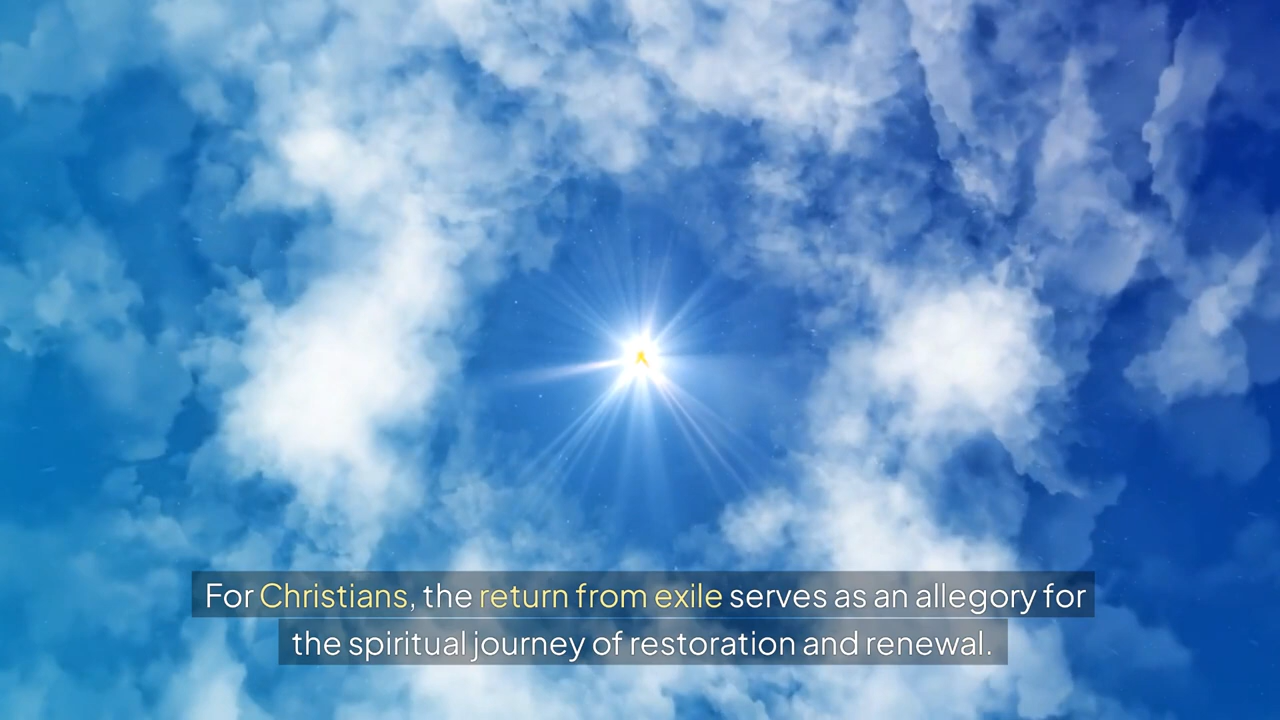 For Christians, the return from exile serves as an allegory for
the spiritual journey of restoration and renewal.